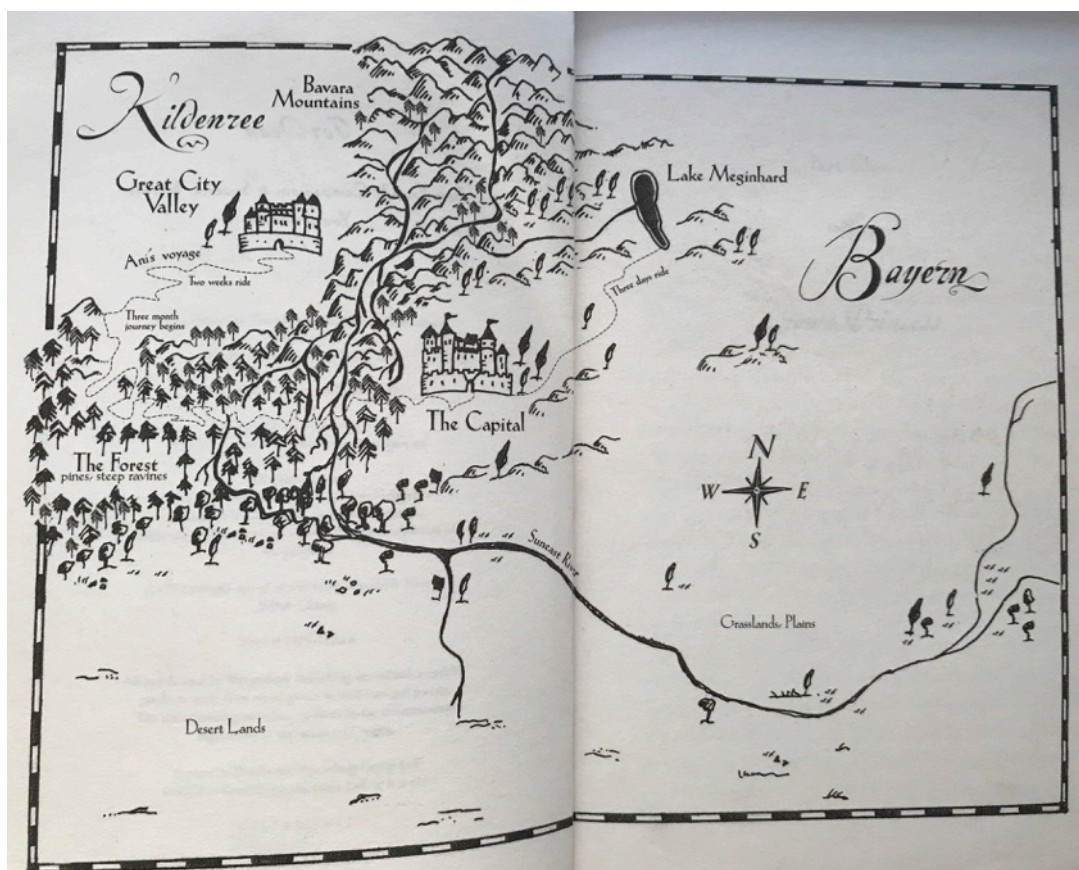 Kildenree
Bavara
Mountains
Great City
Valley
Ani's voyage
Two weeks ride
Three month
journey begins
The Forest
pines, steep ravines
The Capital
Desert Lands
Lake Meginhard
Three days ride
Bayern
N
W E
S
Suneast River
Grasslands, Plains